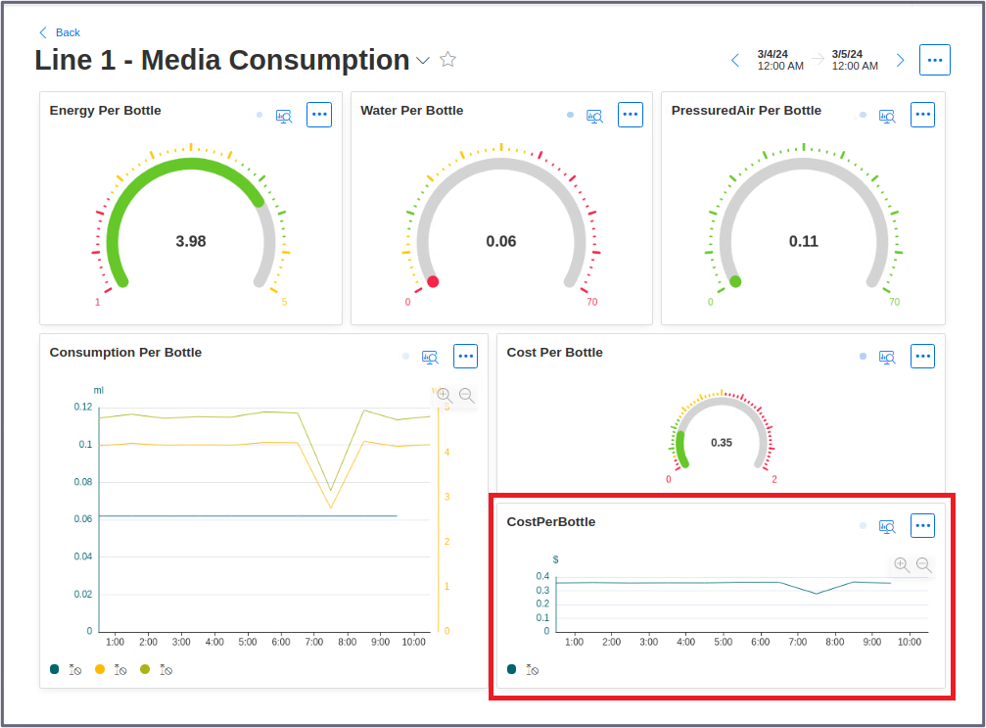 Back
Line 1 - Media Consumption
3/4/24
12:00 AM
3/5/24
12:00 AM
Energy Per Bottle
3.98
1
5
Water Per Bottle
0.06
0
70
PressuredAir Per Bottle
0.11
0
70
Consumption Per Bottle
ml
0.12
0.1
0.08
0.06
0.04
0.02
0
5
4
3
2
1
0
1:00 2:00 3:00 4:00 5:00 6:00 7:00 8:00 9:00 10:00
Cost Per Bottle
0.35
0
2
CostPerBottle
$
0.4
0.3
0.2
0.1
0
1:00 2:00 3:00 4:00 5:00 6:00 7:00 8:00 9:00 10:00